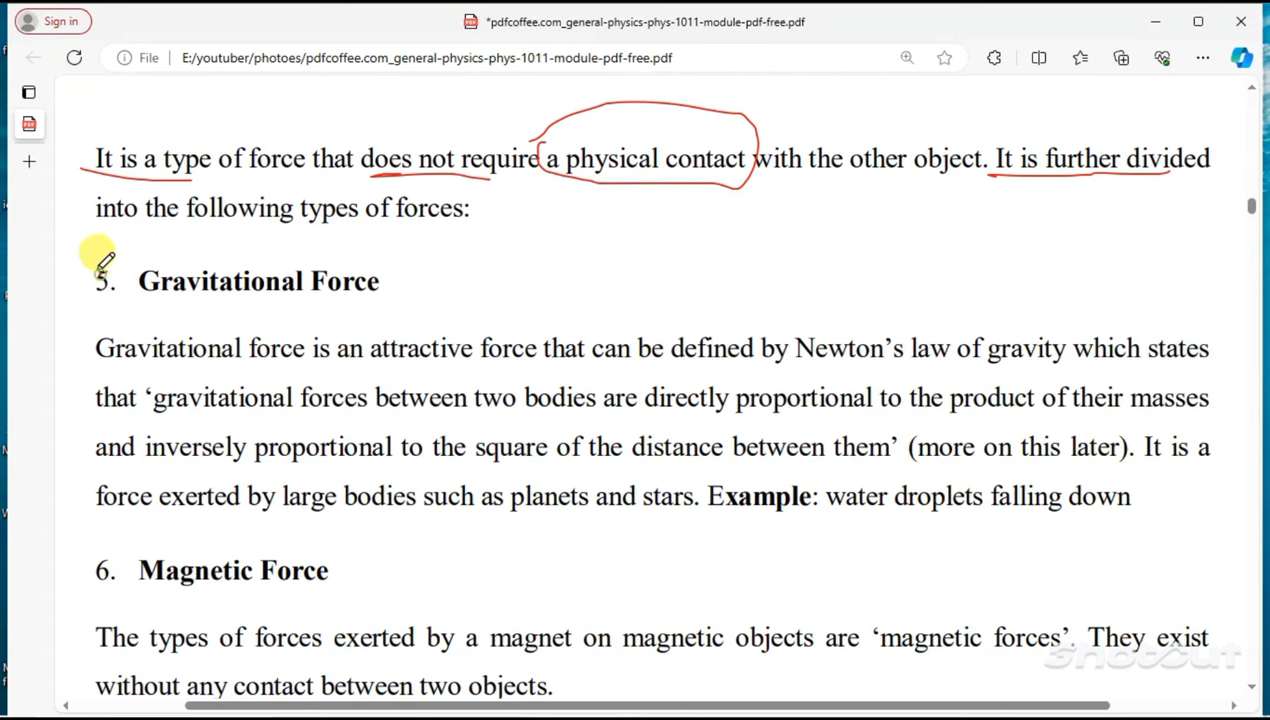 Sign in
*pdfcoffee.com_general-physics-phys-1011-module-pdf-free.pdf
File
E:/youtuber/photoes/pdfcoffee.com_general-physics-phys-1011-module-pdf-free.pdf
It is a type of force that does not require a physical contact with the other object. It is further divided
into the following types of forces:
5. Gravitational Force
Gravitational force is an attractive force that can be defined by Newton’s law of gravity which states
that ‘gravitational forces between two bodies are directly proportional to the product of their masses
and inversely proportional to the square of the distance between them’ (more on this later). It is a
force exerted by large bodies such as planets and stars. Example: water droplets falling down
6. Magnetic Force
The types of forces exerted by a magnet on magnetic objects are ‘magnetic forces’. They exist
without any contact between two objects.
shotcut